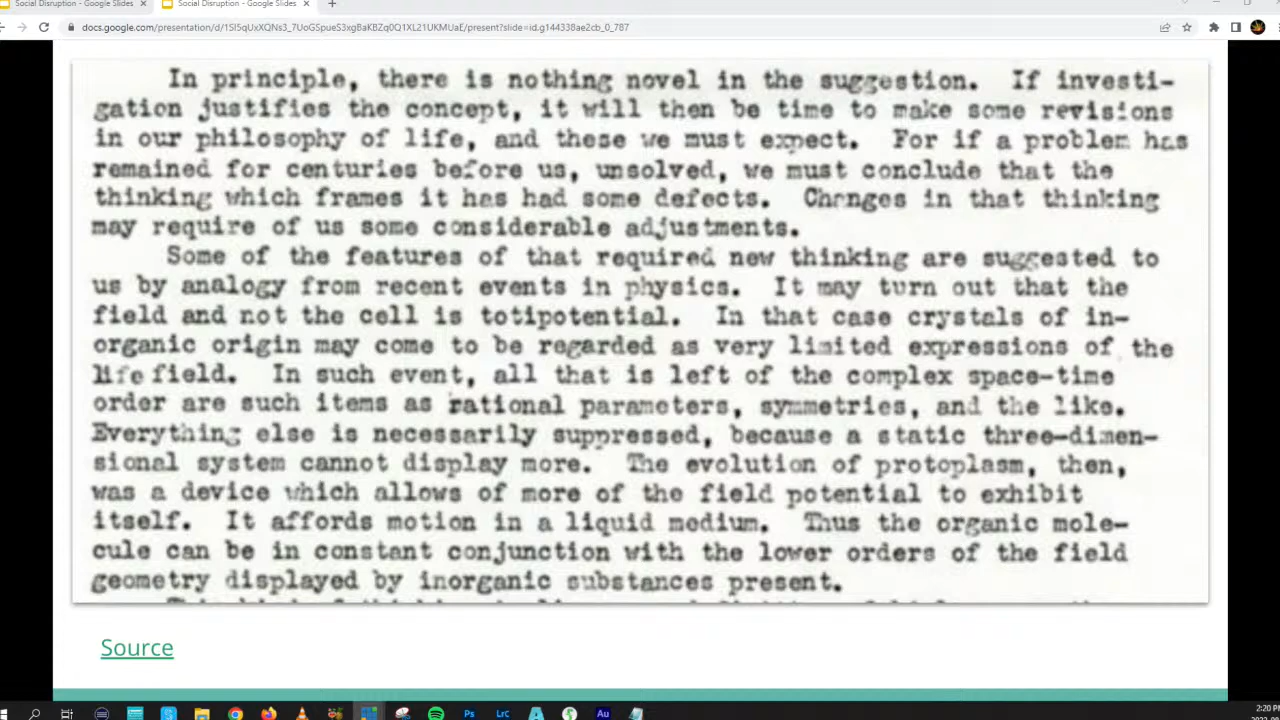 Social Disruption - Google Slides
Social Disruption - Google Slides
docs.google.com/presentation/d/1SI5qUxXQNs3_7UoGSpueS3xgBaKBZq0Q1XL21UKMUaE/present?slide=id.g144338ae2cb_0_787
In principle, there is nothing novel in the suggestion. If investi-
gation justifies the concept, it will then be time to make some revisions
in our philosophy of life, and these we must expect. For if a problem has
remained for centuries before us, unsolved, we must conclude that the
thinking which frames it has had some defects. Changes in that thinking
may require of us some considerable adjustments.
Some of the features of that required new thinking are suggested to
us by analogy from recent events in physics. It may turn out that the
field and not the cell is totipotential. In that case crystals of in-
organic origin may come to be regarded as very limited expressions of the
life field. In such event, all that is left of the complex space-time
order are such items as rational parameters, symmetries, and the like.
Everything else is necessarily suppressed, because a static three-dimen-
sional system cannot display more. The evolution of protoplasm, then,
was a device which allows of more of the field potential to exhibit
itself. It affords motion in a liquid medium. Thus the organic mole-
cule can be in constant conjunction with the lower orders of the field
geometry displayed by inorganic substances present.
Source
Ps
Lrc
Au
2:20 PM